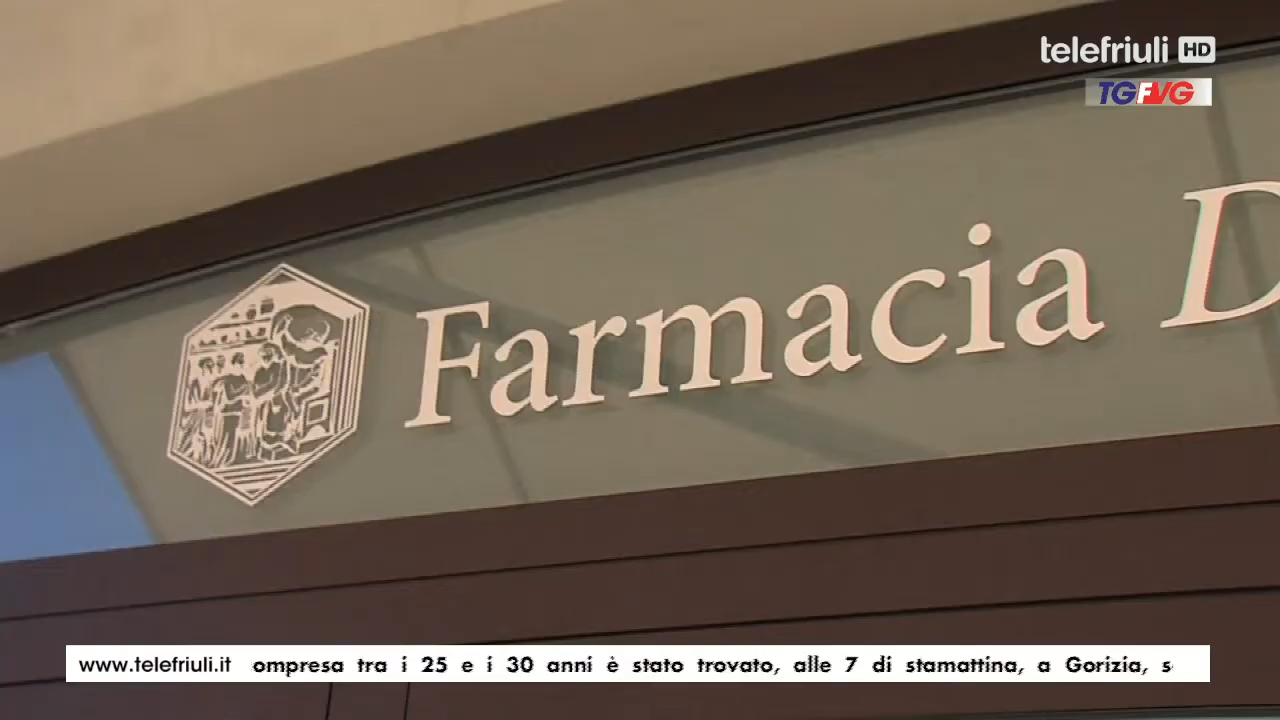 telefriuli HD
TGFVG
Farmacia D
www.telefriuli.it ompresa tra i 25 e i 30 anni è stato trovato, alle 7 di stamattina, a Gorizia, s